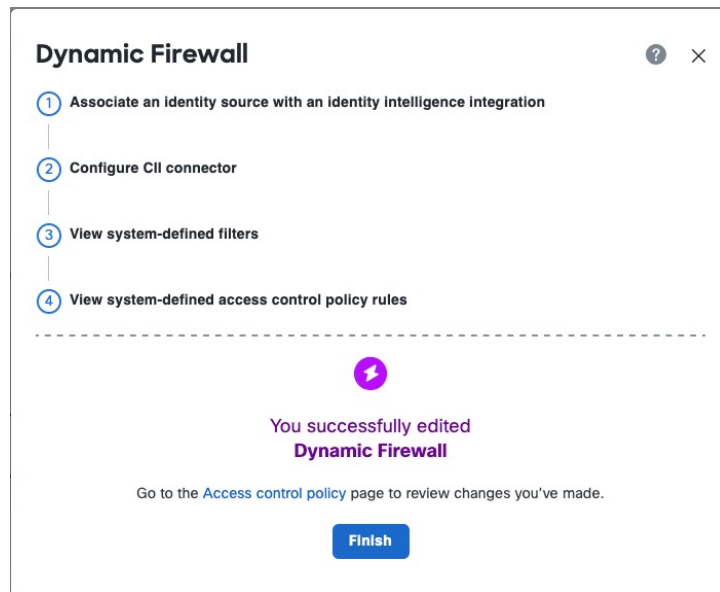 Dynamic Firewall
?
1 Associate an identity source with an identity intelligence integration
2 Configure CII connector
3 View system-defined filters
4 View system-defined access control policy rules
You successfully edited
Dynamic Firewall
Go to the Access control policy page to review changes you've made.
Finish